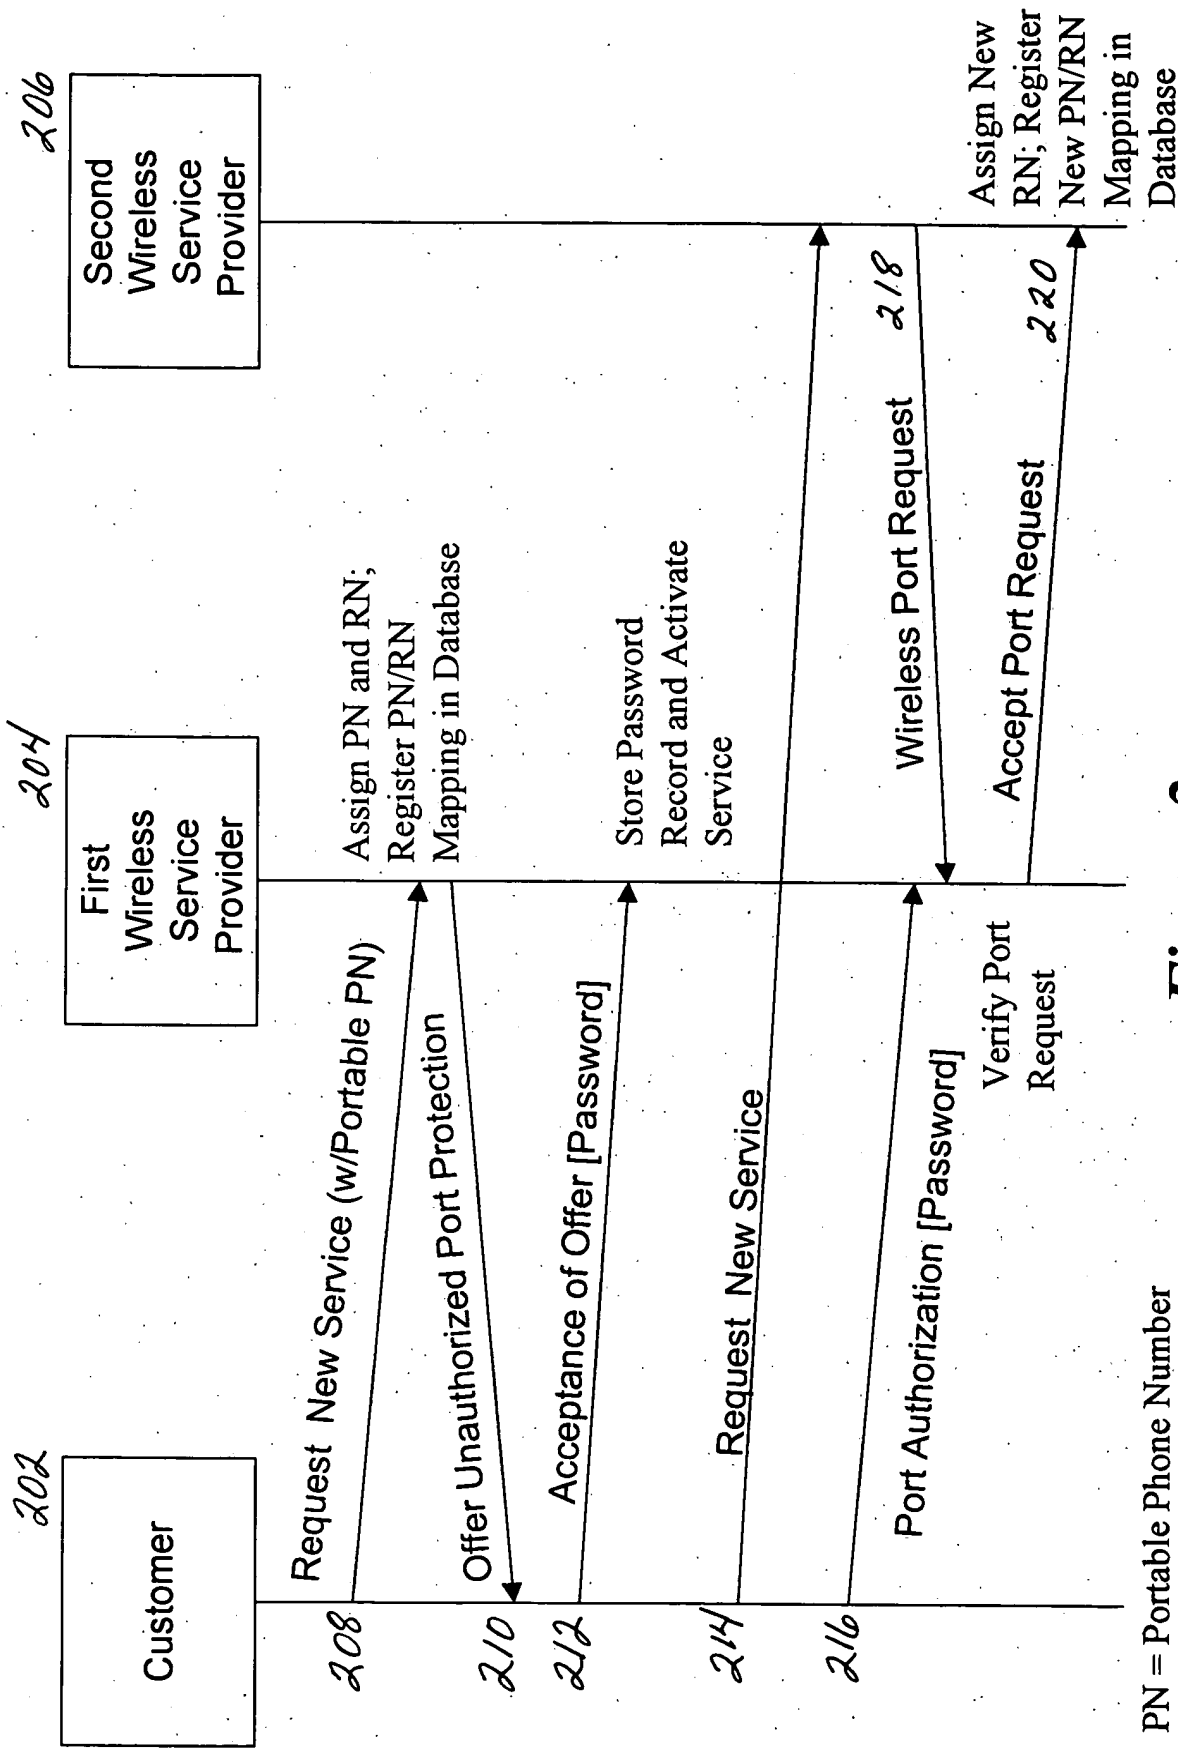 202
204
206
Customer
First
Wireless
Service
Provider
Second
Wireless
Service
Provider
208
Request New Service (w/Portable PN)
Assign PN and RN;
Register PN/RN
Mapping in Database
210
Offer Unauthorized Port Protection
212
Acceptance of Offer [Password]
Store Password
Record and Activate
Service
214
Request New Service
216
Port Authorization [Password]
218
Wireless Port Request
Verify Port
Request
220
Accept Port Request
Assign New
RN; Register
New PN/RN
Mapping in
Database
PN = Portable Phone Number